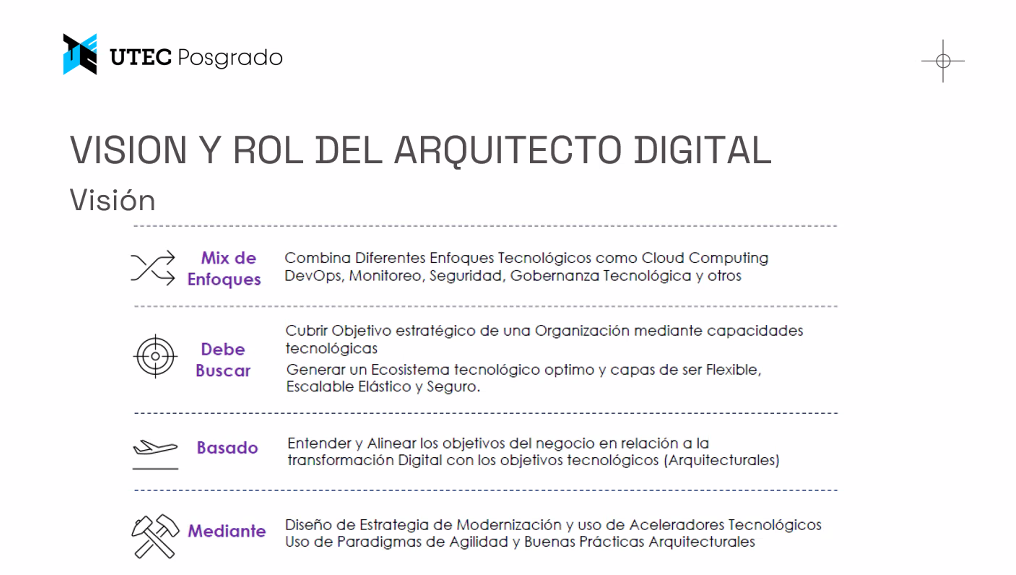 UTEC Posgrado
VISION Y ROL DEL ARQUITECTO DIGITAL
Visión
Mix de
Enfoques
Combina Diferentes Enfoques Tecnológicos como Cloud Computing
DevOps, Monitoreo, Seguridad, Gobernanza Tecnológica y otros
Debe
Buscar
Cubrir Objetivo estratégico de una Organización mediante capacidades
tecnológicas
Generar un Ecosistema tecnológico optimo y capas de ser Flexible,
Escalable Elástico y Seguro.
Basado
Entender y Alinear los objetivos del negocio en relación a la
transformación Digital con los objetivos tecnológicos (Arquitecturales)
Mediante
Diseño de Estrategia de Modernización y uso de Aceleradores Tecnológicos
Uso de Paradigmas de Agilidad y Buenas Prácticas Arquitecturales